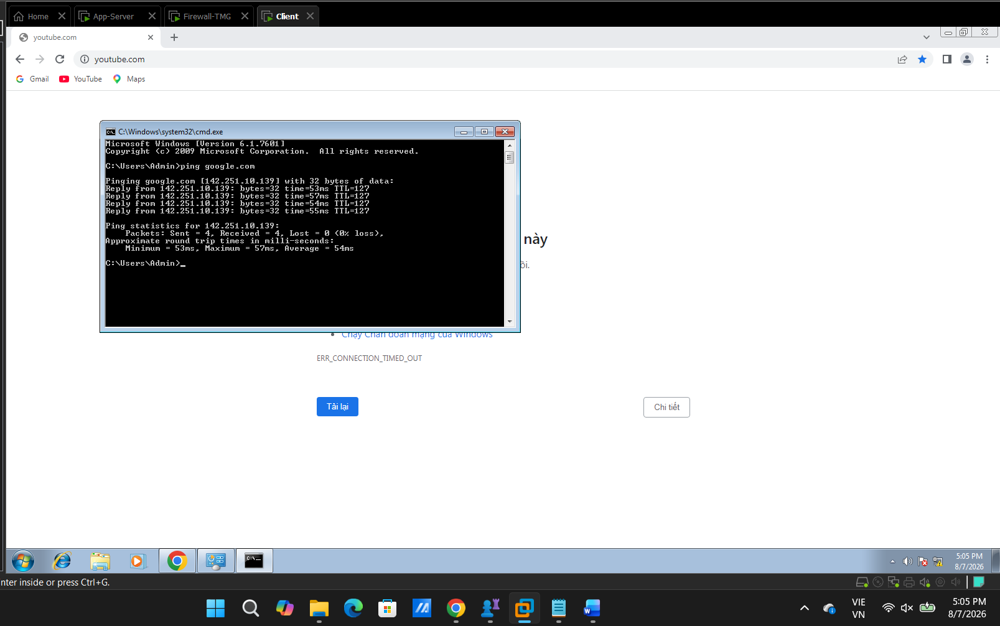 Home
App-Server
Firewall-TMG
Client
youtube.com
youtube.com
Gmail
YouTube
Maps
C:\Windows\system32\cmd.exe
Microsoft Windows [Version 6.1.7601]
Copyright (c) 2009 Microsoft Corporation.  All rights reserved.
C:\Users\Admin>ping google.com
Pinging google.com [142.251.10.139] with 32 bytes of data:
Reply from 142.251.10.139: bytes=32 time=53ms TTL=127
Reply from 142.251.10.139: bytes=32 time=57ms TTL=127
Reply from 142.251.10.139: bytes=32 time=54ms TTL=127
Reply from 142.251.10.139: bytes=32 time=55ms TTL=127
Ping statistics for 142.251.10.139:
Packets: Sent = 4, Received = 4, Lost = 0 (0% loss),
Approximate round trip times in milli-seconds:
Minimum = 53ms, Maximum = 57ms, Average = 54ms
C:\Users\Admin>_
này
Chạy Chẩn đoán mạng của Windows
ERR_CONNECTION_TIMED_OUT
Tải lại
Chi tiết
5:05 PM
8/7/2026
nter inside or press Ctrl+G.
VIE
VN
5:05 PM
8/7/2026